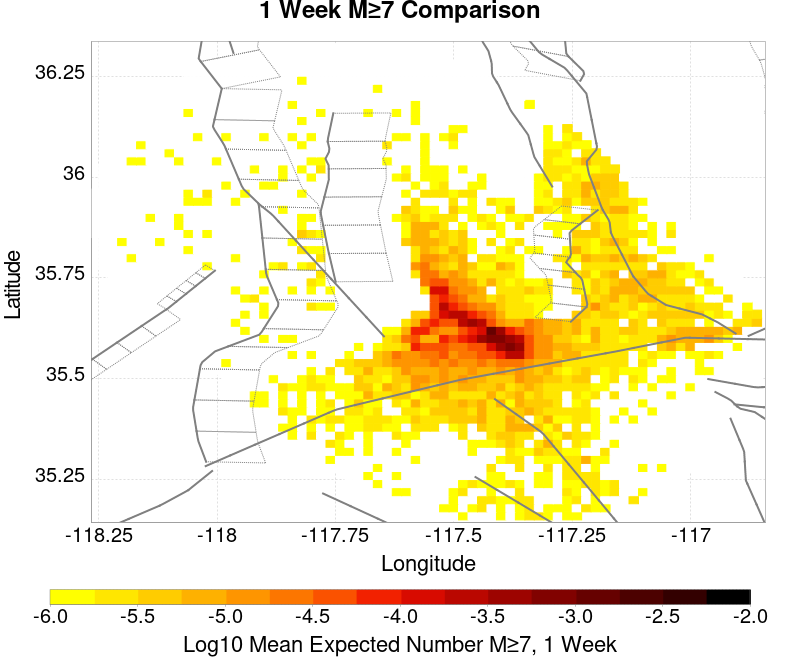 1 Week M≥7 Comparison
36.25
36
35.75
35.5
35.25
Latitude
-118.25 -118 -117.75 -117.5 -117.25 -117
Longitude
-6.0 -5.5 -5.0 -4.5 -4.0 -3.5 -3.0 -2.5 -2.0
Log10 Mean Expected Number M≥7, 1 Week